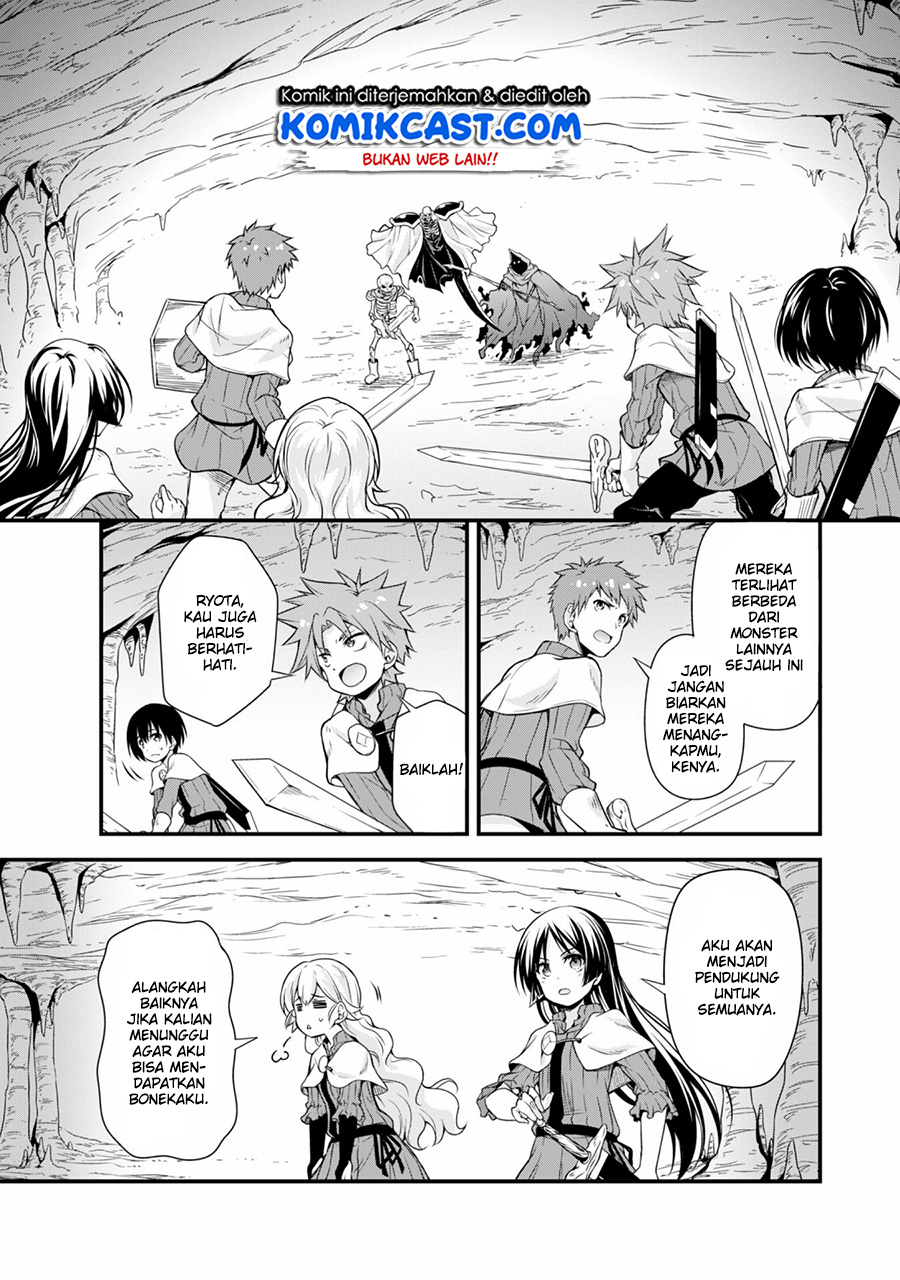 Komik ini diterjemahkan & diedit oleh
KOMIKCAST.COM
BUKAN WEB LAIN!!
MEREKA
TERLIHAT
BERBEDA
DARI
MONSTER
LAINNYA
SEJAUH INI
JADI
JANGAN
BIARKAN
MEREKA
MENANG-
KAPMU,
KENYA.
RYOTA,
KAU JUGA
HARUS
BERHATI-
HATI.
BAIKLAH!
AKU AKAN
MENJADI
PENDUKUNG
UNTUK
SEMUANYA.
ALANGKAH
BAIKNYA
JIKA KALIAN
MENUNGGU
AGAR AKU
BISA MEN-
DAPATKAN
BONEKAKU.